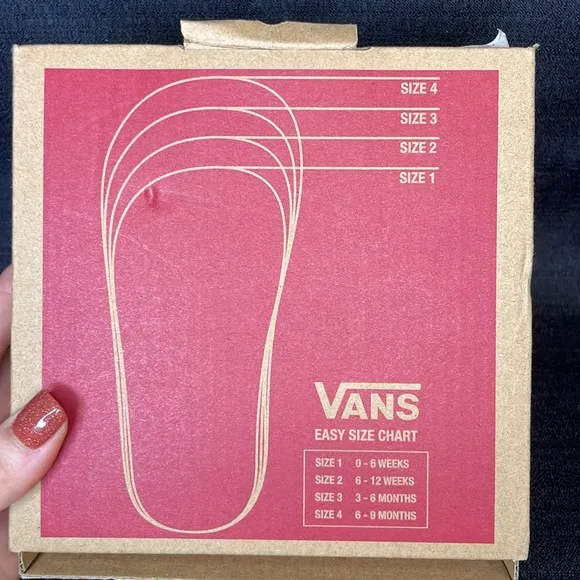 SIZE 4
SIZE 3
SIZE 2
SIZE 1
VANS
EASY SIZE CHART
SIZE 1 0 - 6 WEEKS
SIZE 2 6 - 12 WEEKS
SIZE 3 3 - 6 MONTHS
SIZE 4 6 - 9 MONTHS